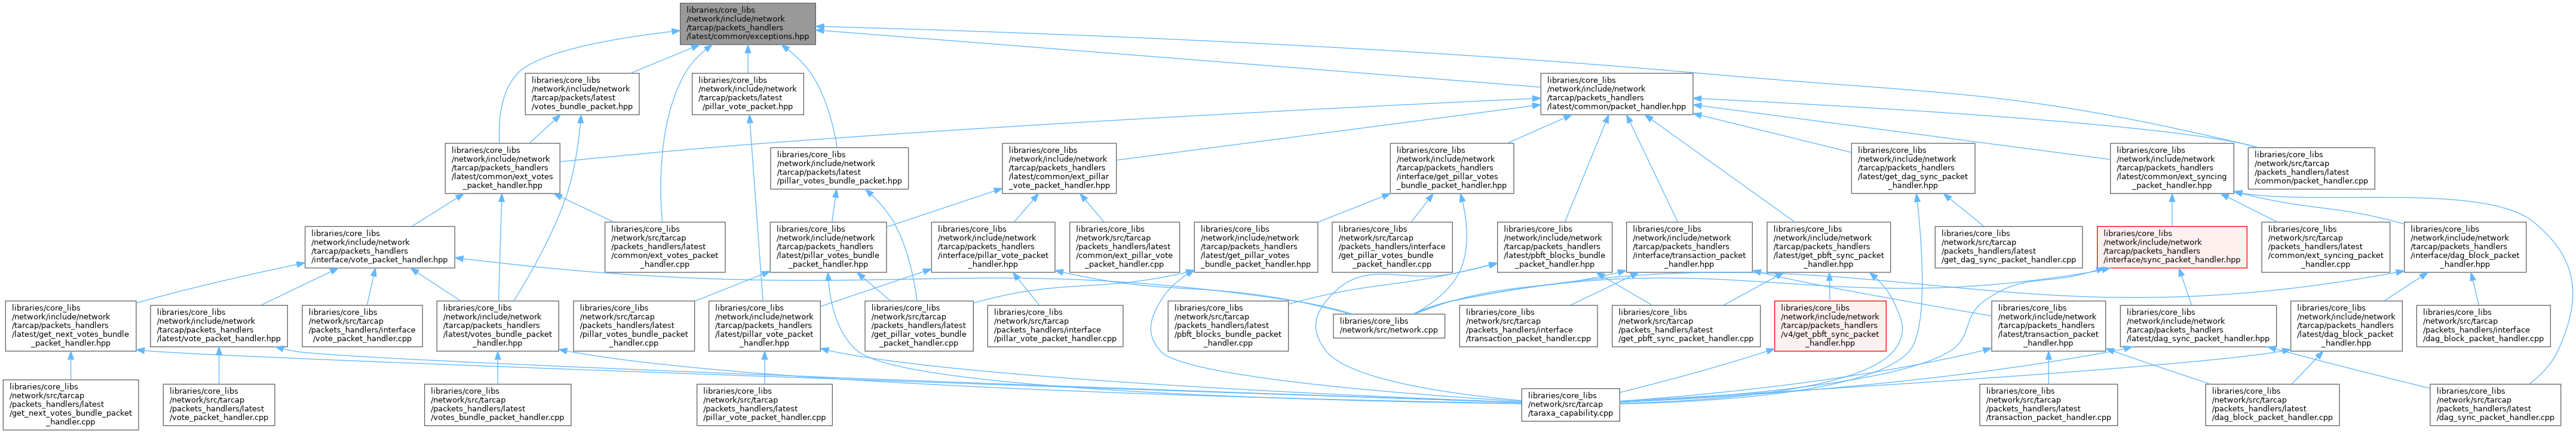 libraries/core_libs
/network/include/network
/tarcap/packets_handlers
/latest/common/exceptions.hpp
libraries/core_libs
/network/include/network
/tarcap/packets/latest
/votes_bundle_packet.hpp
libraries/core_libs
/network/include/network
/tarcap/packets/latest
/pillar_vote_packet.hpp
libraries/core_libs
/network/include/network
/tarcap/packets_handlers
/latest/common/packet_handler.hpp
libraries/core_libs
/network/include/network
/tarcap/packets_handlers
/latest/common/ext_votes
_packet_handler.hpp
libraries/core_libs
/network/include/network
/tarcap/packets/latest
/pillar_votes_bundle_packet.hpp
libraries/core_libs
/network/include/network
/tarcap/packets_handlers
/latest/common/ext_pillar
_vote_packet_handler.hpp
libraries/core_libs
/network/include/network
/tarcap/packets_handlers
/interface/get_pillar_votes
_bundle_packet_handler.hpp
libraries/core_libs
/network/include/network
/tarcap/packets_handlers
/latest/get_dag_sync_packet
_handler.hpp
libraries/core_libs
/network/include/network
/tarcap/packets_handlers
/latest/common/ext_syncing
_packet_handler.hpp
libraries/core_libs
/network/src/tarcap
/packets_handlers/latest
/common/packet_handler.cpp
libraries/core_libs
/network/include/network
/tarcap/packets_handlers
/interface/vote_packet_handler.hpp
libraries/core_libs
/network/src/tarcap
/packets_handlers/latest
/common/ext_votes_packet
_handler.cpp
libraries/core_libs
/network/include/network
/tarcap/packets_handlers
/latest/pillar_votes_bundle
_packet_handler.hpp
libraries/core_libs
/network/include/network
/tarcap/packets_handlers
/interface/pillar_vote_packet
_handler.hpp
libraries/core_libs
/network/src/tarcap
/packets_handlers/latest
/common/ext_pillar_vote
_packet_handler.cpp
libraries/core_libs
/network/include/network
/tarcap/packets_handlers
/latest/get_pillar_votes
_bundle_packet_handler.hpp
libraries/core_libs
/network/src/tarcap
/packets_handlers/interface
/get_pillar_votes_bundle
_packet_handler.cpp
libraries/core_libs
/network/include/network
/tarcap/packets_handlers
/latest/pbft_blocks_bundle
_packet_handler.hpp
libraries/core_libs
/network/include/network
/tarcap/packets_handlers
/interface/transaction_packet
_handler.hpp
libraries/core_libs
/network/include/network
/tarcap/packets_handlers
/latest/get_pbft_sync_packet
_handler.hpp
libraries/core_libs
/network/src/tarcap
/packets_handlers/latest
/get_dag_sync_packet_handler.cpp
libraries/core_libs
/network/include/network
/tarcap/packets_handlers
/interface/sync_packet_handler.hpp
libraries/core_libs
/network/src/tarcap
/packets_handlers/latest
/common/ext_syncing_packet
_handler.cpp
libraries/core_libs
/network/include/network
/tarcap/packets_handlers
/interface/dag_block_packet
_handler.hpp
libraries/core_libs
/network/include/network
/tarcap/packets_handlers
/latest/get_next_votes_bundle
_packet_handler.hpp
libraries/core_libs
/network/include/network
/tarcap/packets_handlers
/latest/vote_packet_handler.hpp
libraries/core_libs
/network/src/tarcap
/packets_handlers/interface
/vote_packet_handler.cpp
libraries/core_libs
/network/include/network
/tarcap/packets_handlers
/latest/votes_bundle_packet
_handler.hpp
libraries/core_libs
/network/src/tarcap
/packets_handlers/latest
/pillar_votes_bundle_packet
_handler.cpp
libraries/core_libs
/network/include/network
/tarcap/packets_handlers
/latest/pillar_vote_packet
_handler.hpp
libraries/core_libs
/network/src/tarcap
/packets_handlers/latest
/get_pillar_votes_bundle
_packet_handler.cpp
libraries/core_libs
/network/src/tarcap
/packets_handlers/interface
/pillar_vote_packet_handler.cpp
libraries/core_libs
/network/src/tarcap
/packets_handlers/latest
/pbft_blocks_bundle_packet
_handler.cpp
libraries/core_libs
/network/src/network.cpp
libraries/core_libs
/network/src/tarcap
/packets_handlers/interface
/transaction_packet_handler.cpp
libraries/core_libs
/network/src/tarcap
/packets_handlers/latest
/get_pbft_sync_packet_handler.cpp
libraries/core_libs
/network/include/network
/tarcap/packets_handlers
/v4/get_pbft_sync_packet
_handler.hpp
libraries/core_libs
/network/include/network
/tarcap/packets_handlers
/latest/transaction_packet
_handler.hpp
libraries/core_libs
/network/include/network
/tarcap/packets_handlers
/latest/dag_sync_packet_handler.hpp
libraries/core_libs
/network/include/network
/tarcap/packets_handlers
/latest/dag_block_packet
_handler.hpp
libraries/core_libs
/network/src/tarcap
/packets_handlers/interface
/dag_block_packet_handler.cpp
libraries/core_libs
/network/src/tarcap
/packets_handlers/latest
/get_next_votes_bundle_packet
_handler.cpp
libraries/core_libs
/network/src/tarcap
/packets_handlers/latest
/vote_packet_handler.cpp
libraries/core_libs
/network/src/tarcap
/packets_handlers/latest
/votes_bundle_packet_handler.cpp
libraries/core_libs
/network/src/tarcap
/packets_handlers/latest
/pillar_vote_packet_handler.cpp
libraries/core_libs
/network/src/tarcap
/taraxa_capability.cpp
libraries/core_libs
/network/src/tarcap
/packets_handlers/latest
/transaction_packet_handler.cpp
libraries/core_libs
/network/src/tarcap
/packets_handlers/latest
/dag_block_packet_handler.cpp
libraries/core_libs
/network/src/tarcap
/packets_handlers/latest
/dag_sync_packet_handler.cpp